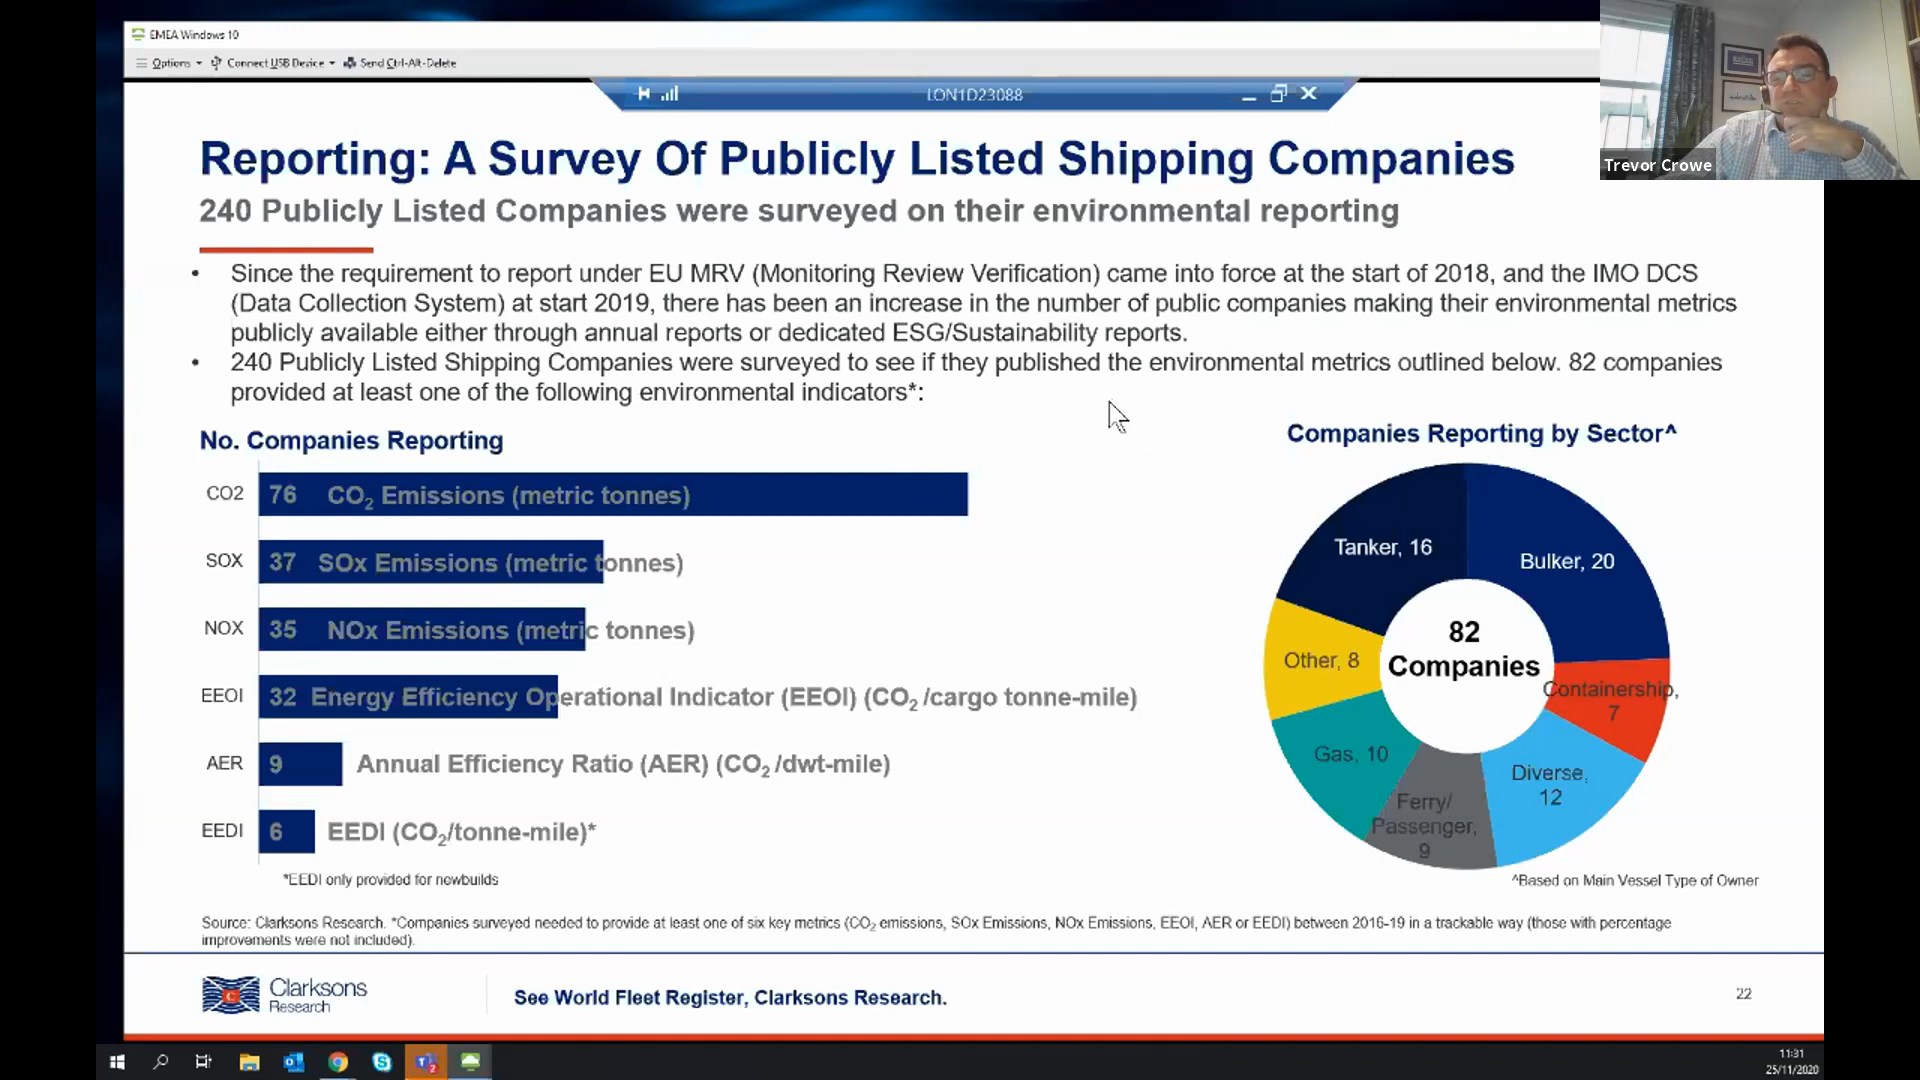 EMEA Windows 10
Options Connect USB Device Send Ctrl-Alt-Delete
LON1D23088
Trevor Crowe
Reporting: A Survey Of Publicly Listed Shipping Companies
240 Publicly Listed Companies were surveyed on their environmental reporting
• Since the requirement to report under EU MRV (Monitoring Review Verification) came into force at the start of 2018, and the IMO DCS
(Data Collection System) at start 2019, there has been an increase in the number of public companies making their environmental metrics
publicly available either through annual reports or dedicated ESG/Sustainability reports.
• 240 Publicly Listed Shipping Companies were surveyed to see if they published the environmental metrics outlined below. 82 companies
provided at least one of the following environmental indicators*:
No. Companies Reporting
CO2 76 CO₂ Emissions (metric tonnes)
SOX 37 SOx Emissions (metric tonnes)
NOX 35 NOx Emissions (metric tonnes)
EEOI 32 Energy Efficiency Operational Indicator (EEOI) (CO₂ /cargo tonne-mile)
AER 9 Annual Efficiency Ratio (AER) (CO₂ /dwt-mile)
EEDI 6 EEDI (CO₂/tonne-mile)*
*EEDI only provided for newbuilds
Companies Reporting by Sector^
Tanker, 16
Bulker, 20
Other, 8
82
Companies
Containership,
7
Gas, 10
Diverse,
12
Ferry/
Passenger,
9
^Based on Main Vessel Type of Owner
Source: Clarksons Research. *Companies surveyed needed to provide at least one of six key metrics (CO₂ emissions, SOx Emissions, NOx Emissions, EEOI, AER or EEDI) between 2016-19 in a trackable way (those with percentage
improvements were not included).
Clarksons
Research
See World Fleet Register, Clarksons Research.
22
11:31
25/11/2020